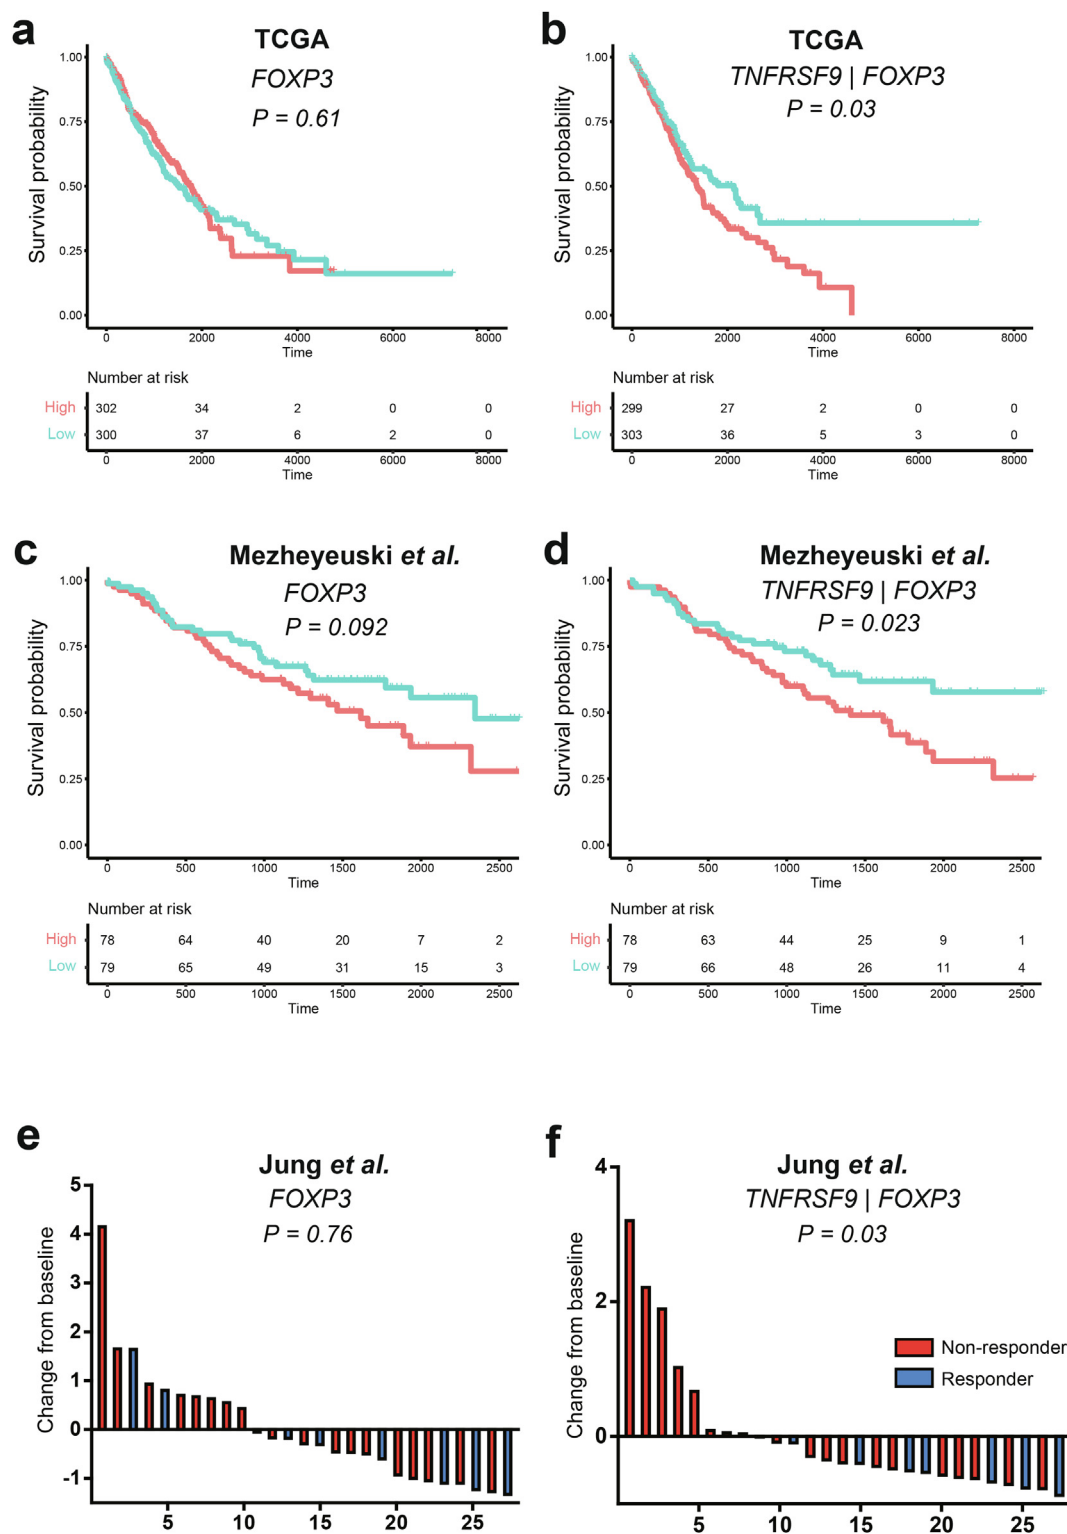 a
TCGA
FOXP3
P = 0.61
Survival probability
1.00
0.75
0.50
0.25
0.00
0 2000 4000 6000 8000
Time
Number at risk
High 302 34 2 0 0
Low 300 37 6 2 0
0 2000 4000 6000 8000
Time
b
TCGA
TNFRSF9 | FOXP3
P = 0.03
Survival probability
1.00
0.75
0.50
0.25
0.00
0 2000 4000 6000 8000
Time
Number at risk
High 299 27 2 0 0
Low 303 36 5 3 0
0 2000 4000 6000 8000
Time
c
Mezheyeuski et al.
FOXP3
P = 0.092
Survival probability
1.00
0.75
0.50
0.25
0.00
0 500 1000 1500 2000 2500
Time
Number at risk
High 78 64 40 20 7 2
Low 79 65 49 31 15 3
0 500 1000 1500 2000 2500
Time
d
Mezheyeuski et al.
TNFRSF9 | FOXP3
P = 0.023
Survival probability
1.00
0.75
0.50
0.25
0.00
0 500 1000 1500 2000 2500
Time
Number at risk
High 78 63 44 25 9 1
Low 79 66 48 26 11 4
0 500 1000 1500 2000 2500
Time
e
Jung et al.
FOXP3
P = 0.76
Change from baseline
5
4
3
2
1
0
-1
5 10 15 20 25
f
Jung et al.
TNFRSF9 | FOXP3
P = 0.03
Change from baseline
4
2
0
Non-responder
Responder
5 10 15 20 25